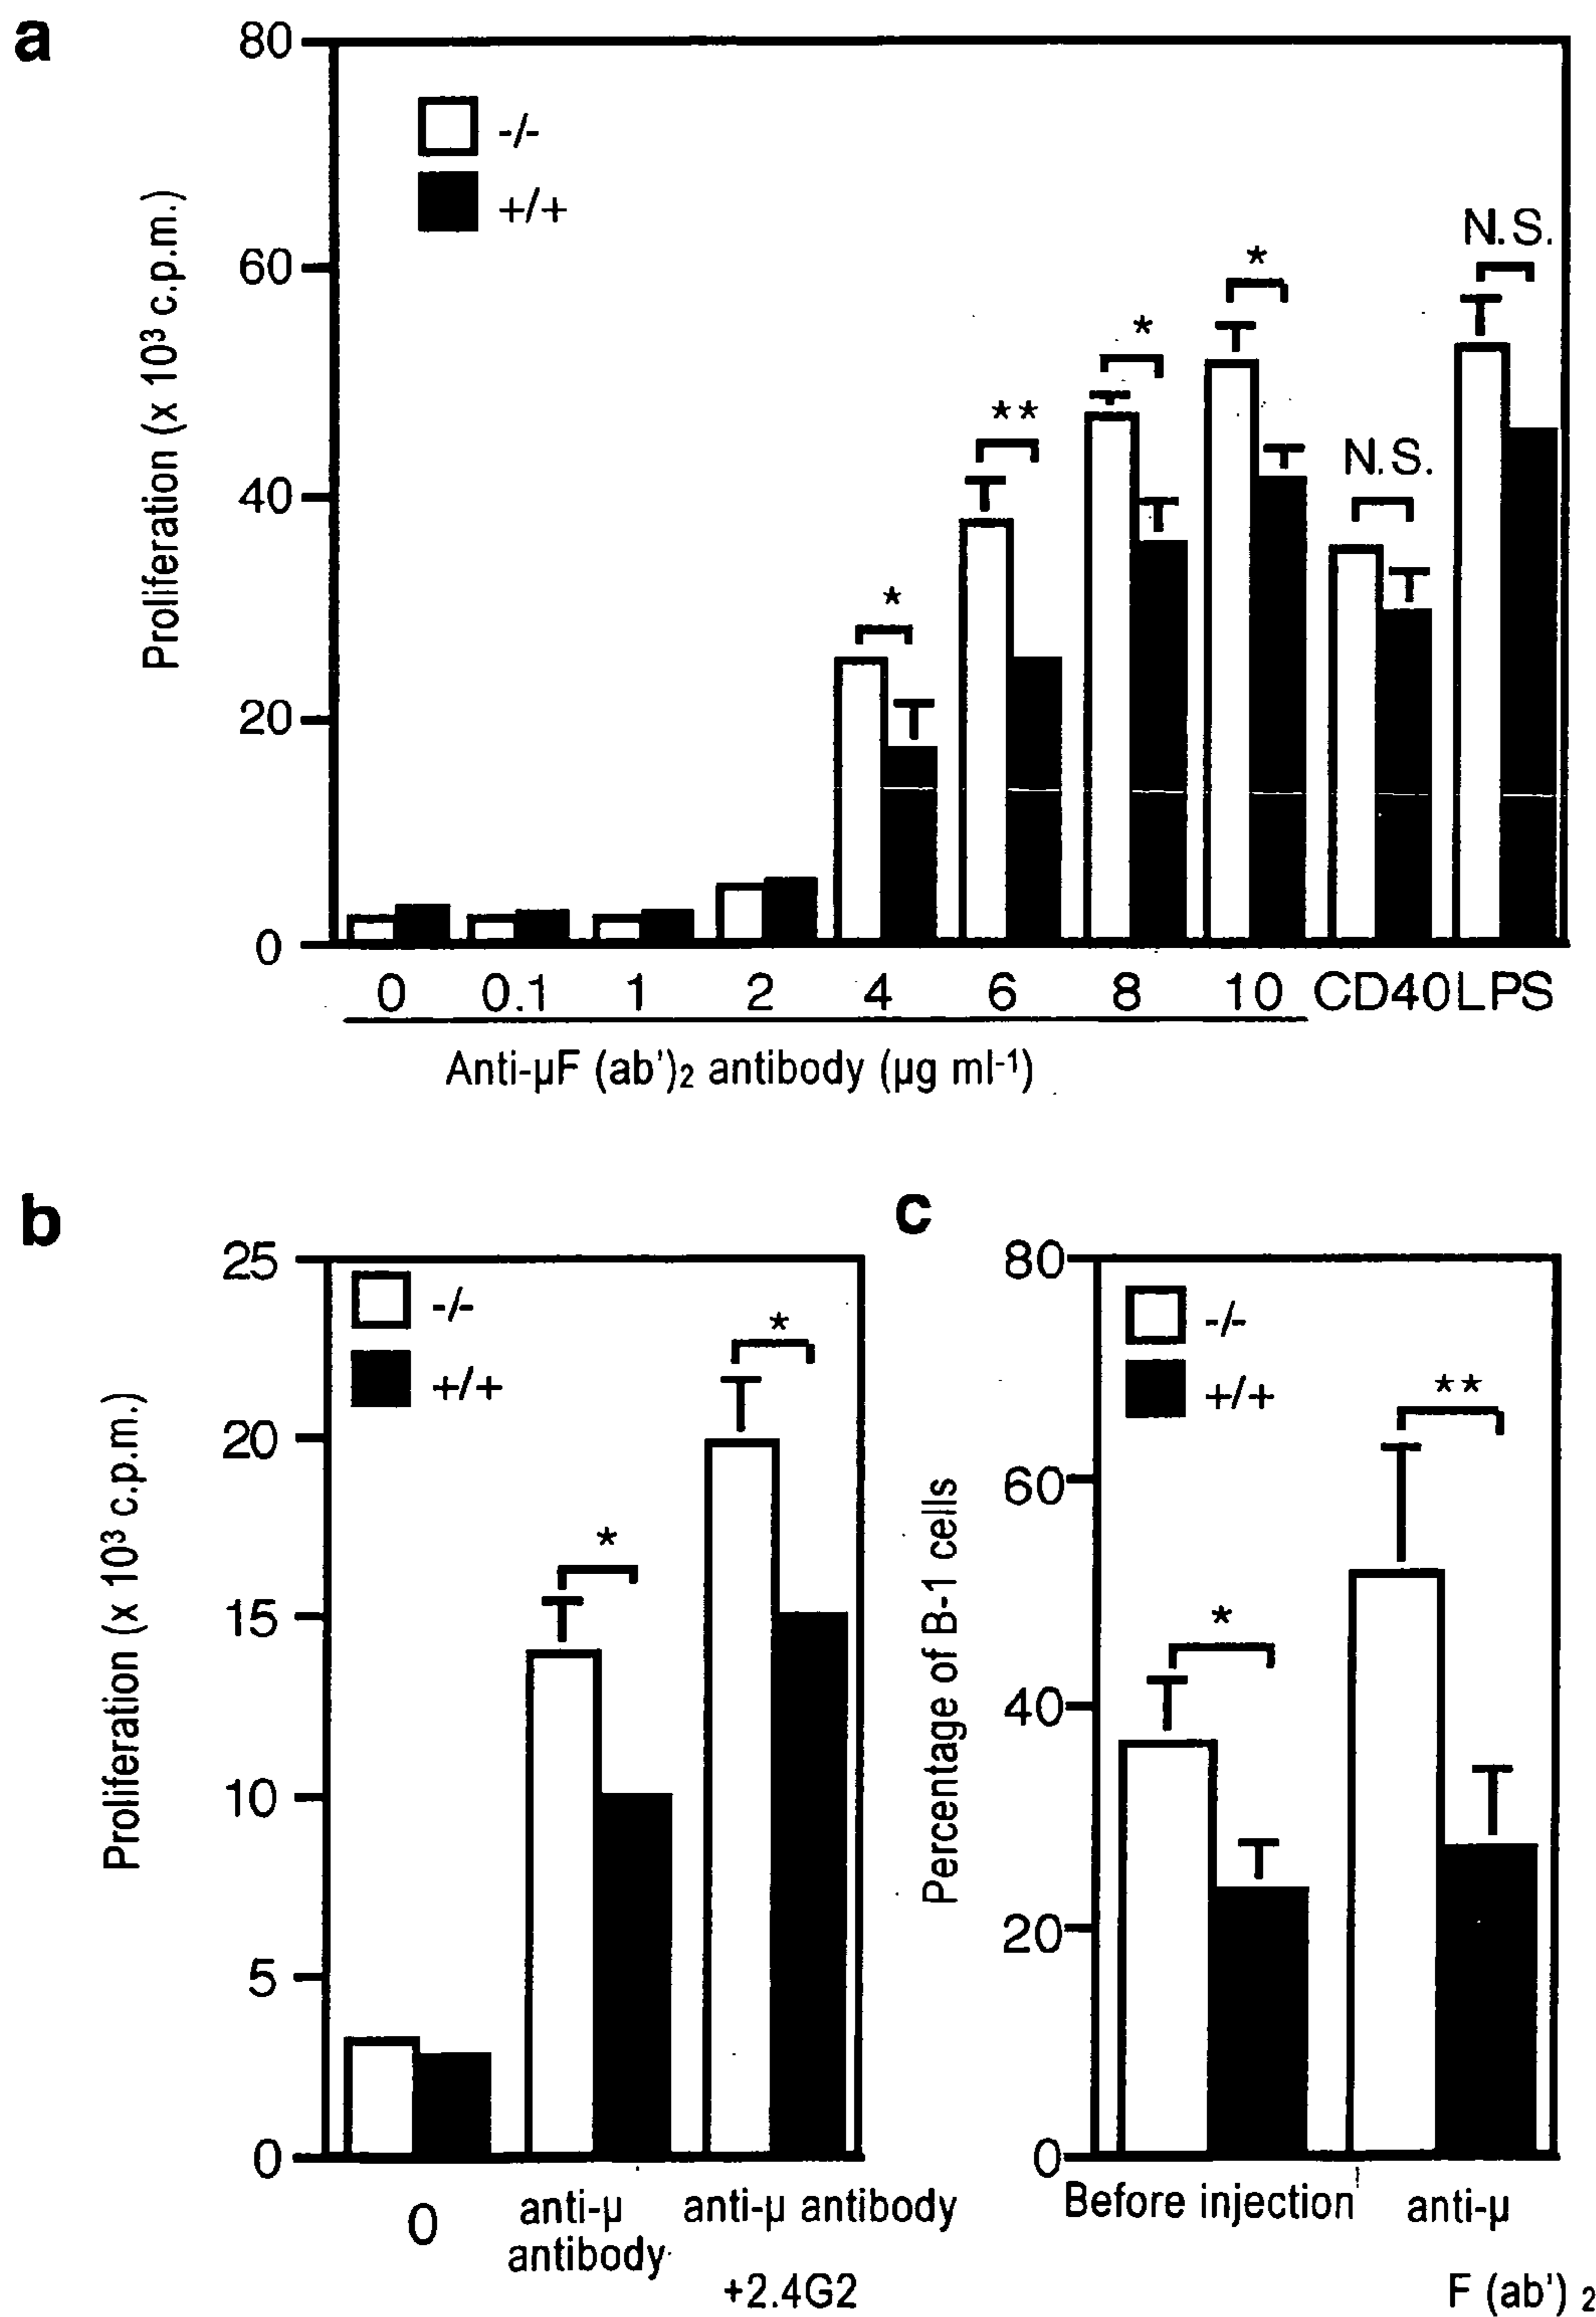 a
80
60
40
20
0
Proliferation (x 10³ c.p.m.)
-/-
+/+
*
**
*
*
N.S.
N.S.
0 0.1 1 2 4 6 8 10 CD40LPS
Anti-µF (ab')₂ antibody (µg ml⁻¹)
b
25
20
15
10
5
0
Proliferation (x 10³ c.p.m.)
-/-
+/+
*
*
0 anti-µ antibody anti-µ antibody
+2.4G2
c
80
60
40
20
0
Percentage of B-1 cells
-/-
+/+
*
**
Before injection anti-µ
F (ab') ₂